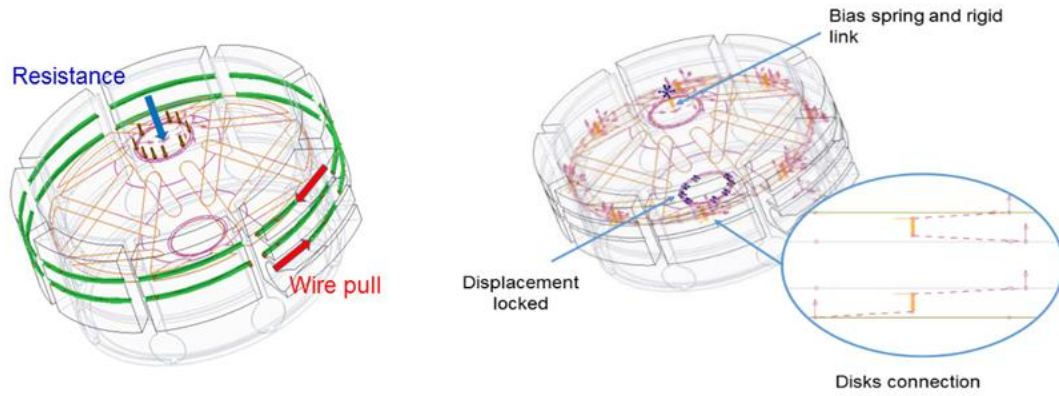 Resistance
Wire pull
Bias spring and rigid
link
Displacement
locked
Disks connection